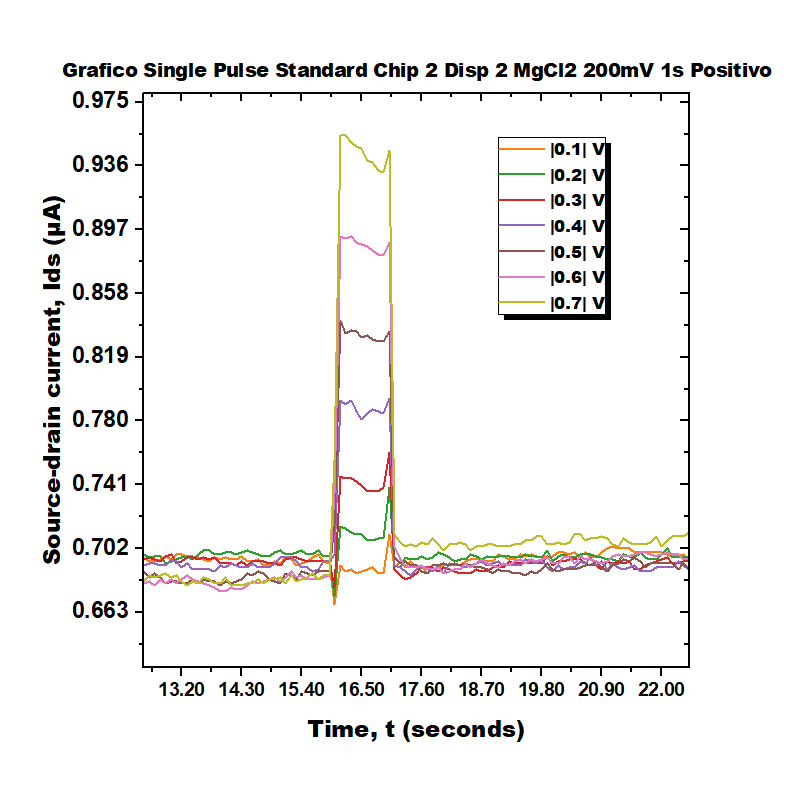 Grafico Single Pulse Standard Chip 2 Disp 2 MgCl2 200mV 1s Positivo
0.975
0.936
0.897
0.858
0.819
0.780
0.741
0.702
0.663
Source-drain current, Ids (µA)
|0.1| V
|0.2| V
|0.3| V
|0.4| V
|0.5| V
|0.6| V
|0.7| V
13.20 14.30 15.40 16.50 17.60 18.70 19.80 20.90 22.00
Time, t (seconds)